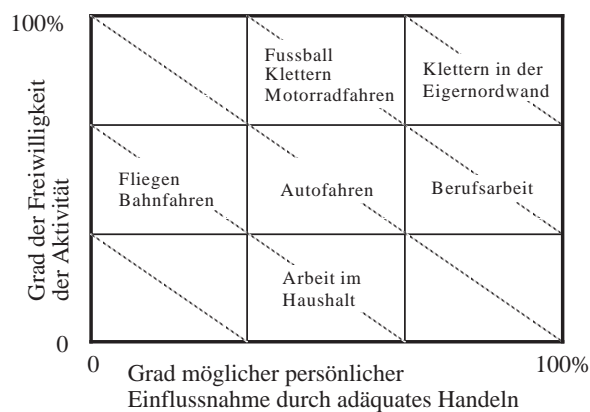 100%
Fussball
Klettern
Motorradfahren
Klettern in der
Eigernordwand
Grad der Freiwilligkeit
der Aktivität
Fliegen
Bahnfahren
Autofahren
Berufsarbeit
Arbeit im
Haushalt
0
0
100%
Grad möglicher persönlicher
Einflussnahme durch adäquates Handeln